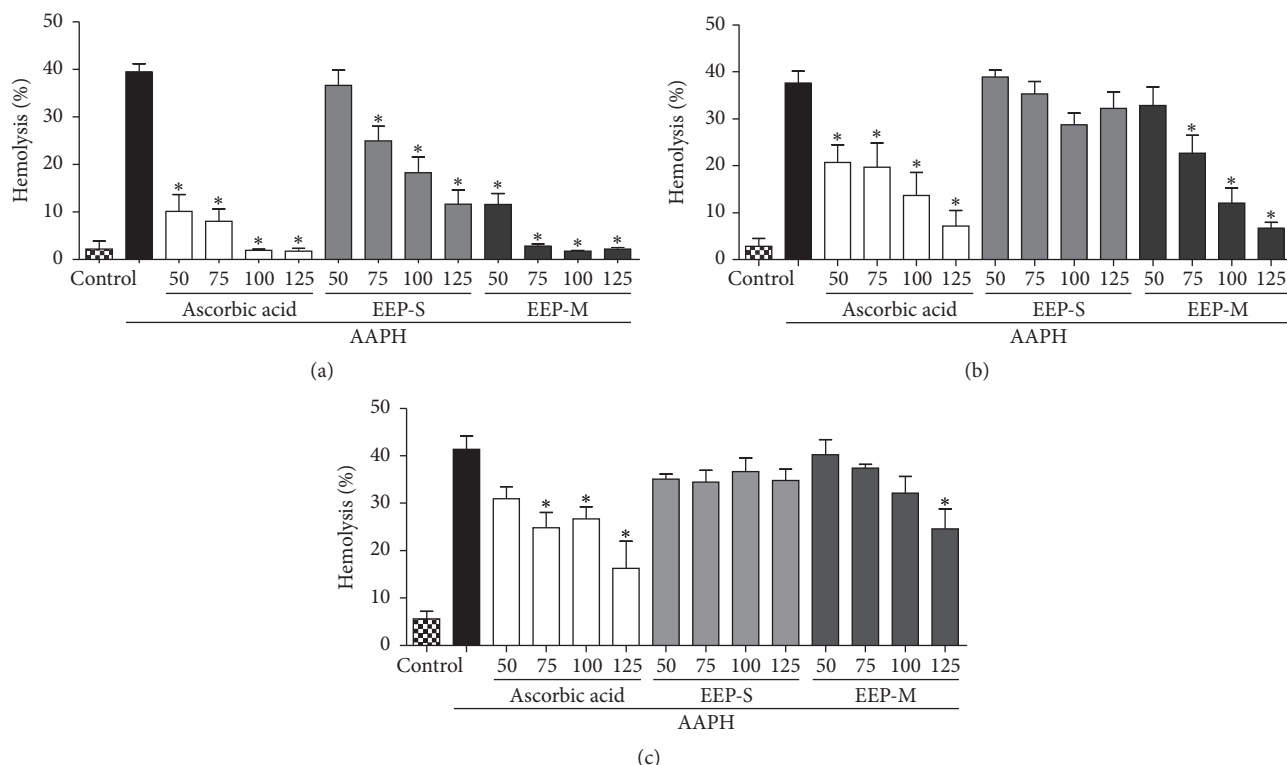 50
40
30
20
10
0
Hemolysis (%)
* * * * * * * * * * *
Control 50 75 100 125 50 75 100 125 50 75 100 125
Ascorbic acid EEP-S EEP-M
AAPH
(a)
50
40
30
20
10
0
Hemolysis (%)
* * * * * * *
Control 50 75 100 125 50 75 100 125 50 75 100 125
Ascorbic acid EEP-S EEP-M
AAPH
(b)
50
40
30
20
10
0
Hemolysis (%)
* * * *
Control 50 75 100 125 50 75 100 125 50 75 100 125
Ascorbic acid EEP-S EEP-M
AAPH
(c)